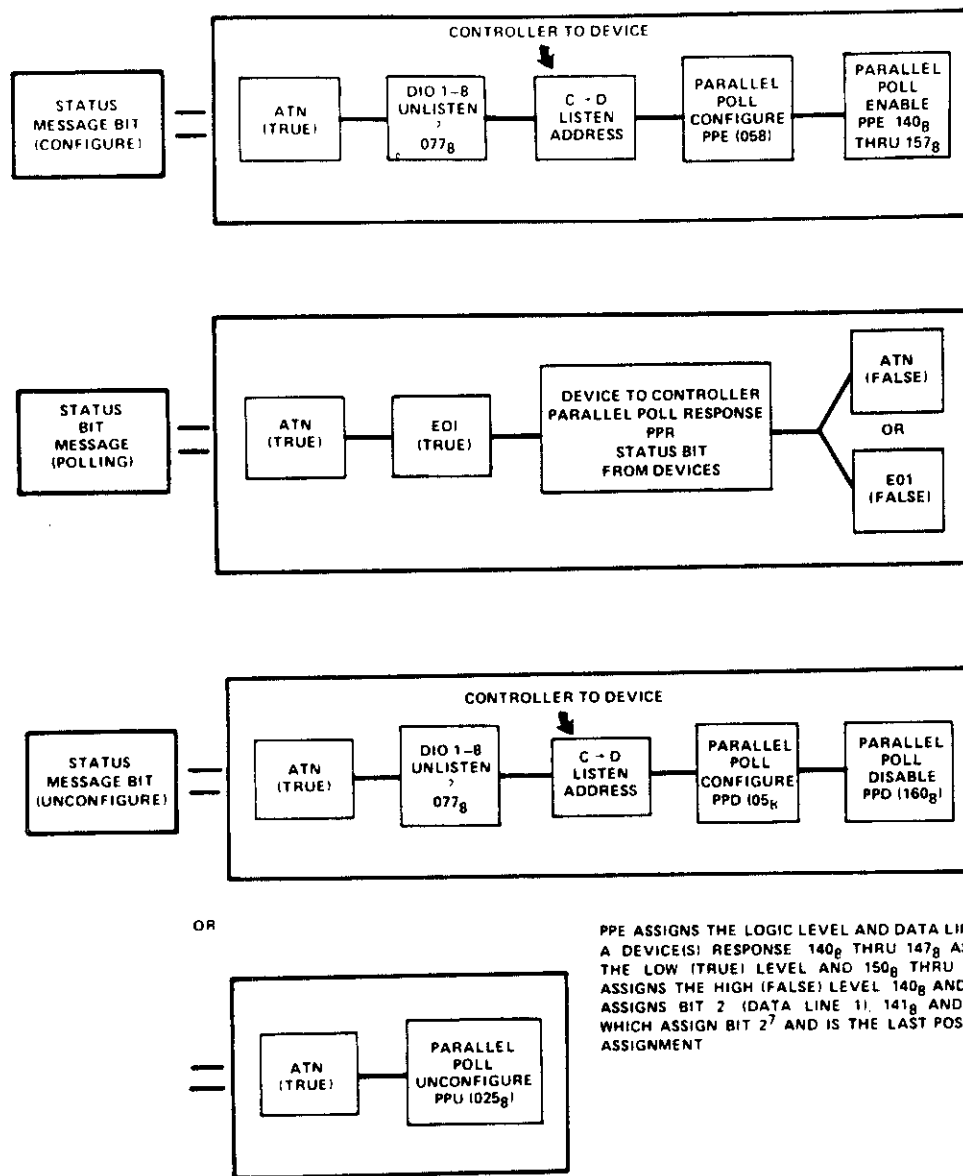 CONTROLLER TO DEVICE
STATUS
MESSAGE BIT
(CONFIGURE)
=
ATN
(TRUE)
DIO 1-8
UNLISTEN
?
077₈
C → D
LISTEN
ADDRESS
PARALLEL
POLL
CONFIGURE
PPE (058)
PARALLEL
POLL
ENABLE
PPE 140₈
THRU 157₈
STATUS
BIT
MESSAGE
(POLLING)
=
ATN
(TRUE)
EOI
(TRUE)
DEVICE TO CONTROLLER
PARALLEL POLL RESPONSE
PPR
STATUS BIT
FROM DEVICES
ATN
(FALSE)
OR
E01
(FALSE)
CONTROLLER TO DEVICE
STATUS
MESSAGE BIT
(UNCONFIGURE)
=
ATN
(TRUE)
DIO 1-8
UNLISTEN
?
077₈
C → D
LISTEN
ADDRESS
PARALLEL
POLL
CONFIGURE
PPD (05₈
PARALLEL
POLL
DISABLE
PPD (160₈)
OR
=
ATN
(TRUE)
PARALLEL
POLL
UNCONFIGURE
PPU (025₈)
PPE ASSIGNS THE LOGIC LEVEL AND DATA
A DEVICE(S) RESPONSE 140₈ THRU 147₈
THE LOW (TRUE) LEVEL AND 150₈ THRU
ASSIGNS THE HIGH (FALSE) LEVEL 140₈ AND
ASSIGNS BIT 2 (DATA LINE 1), 141₈ AND
WHICH ASSIGN BIT 2⁷ AND IS THE LAST
ASSIGNMENT